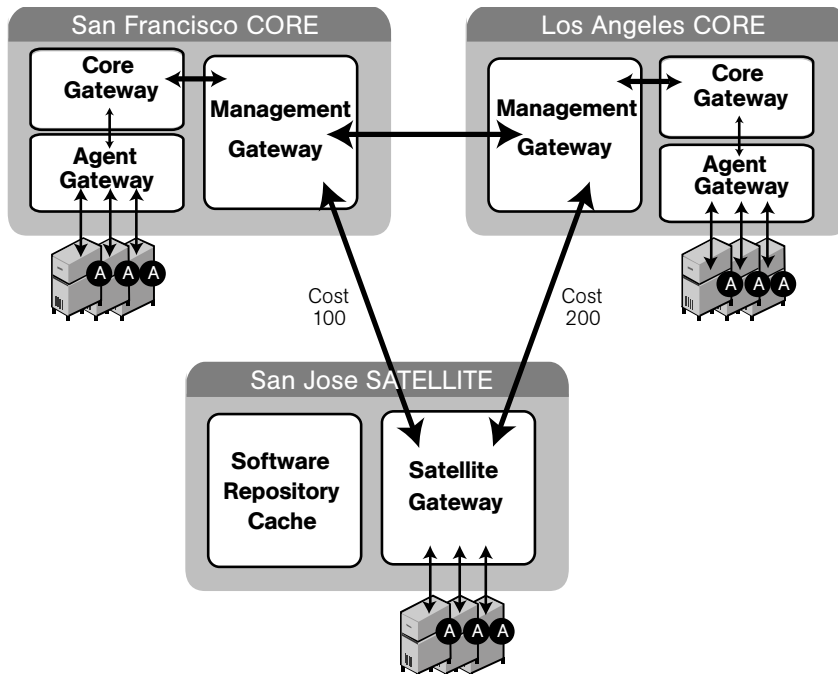 San Francisco CORE
Core
Gateway
Management
Gateway
Agent
Gateway
A A A
Los Angeles CORE
Management
Gateway
Core
Gateway
Agent
Gateway
A A A
Cost
100
Cost
200
San Jose SATELLITE
Software
Repository
Cache
Satellite
Gateway
A A A